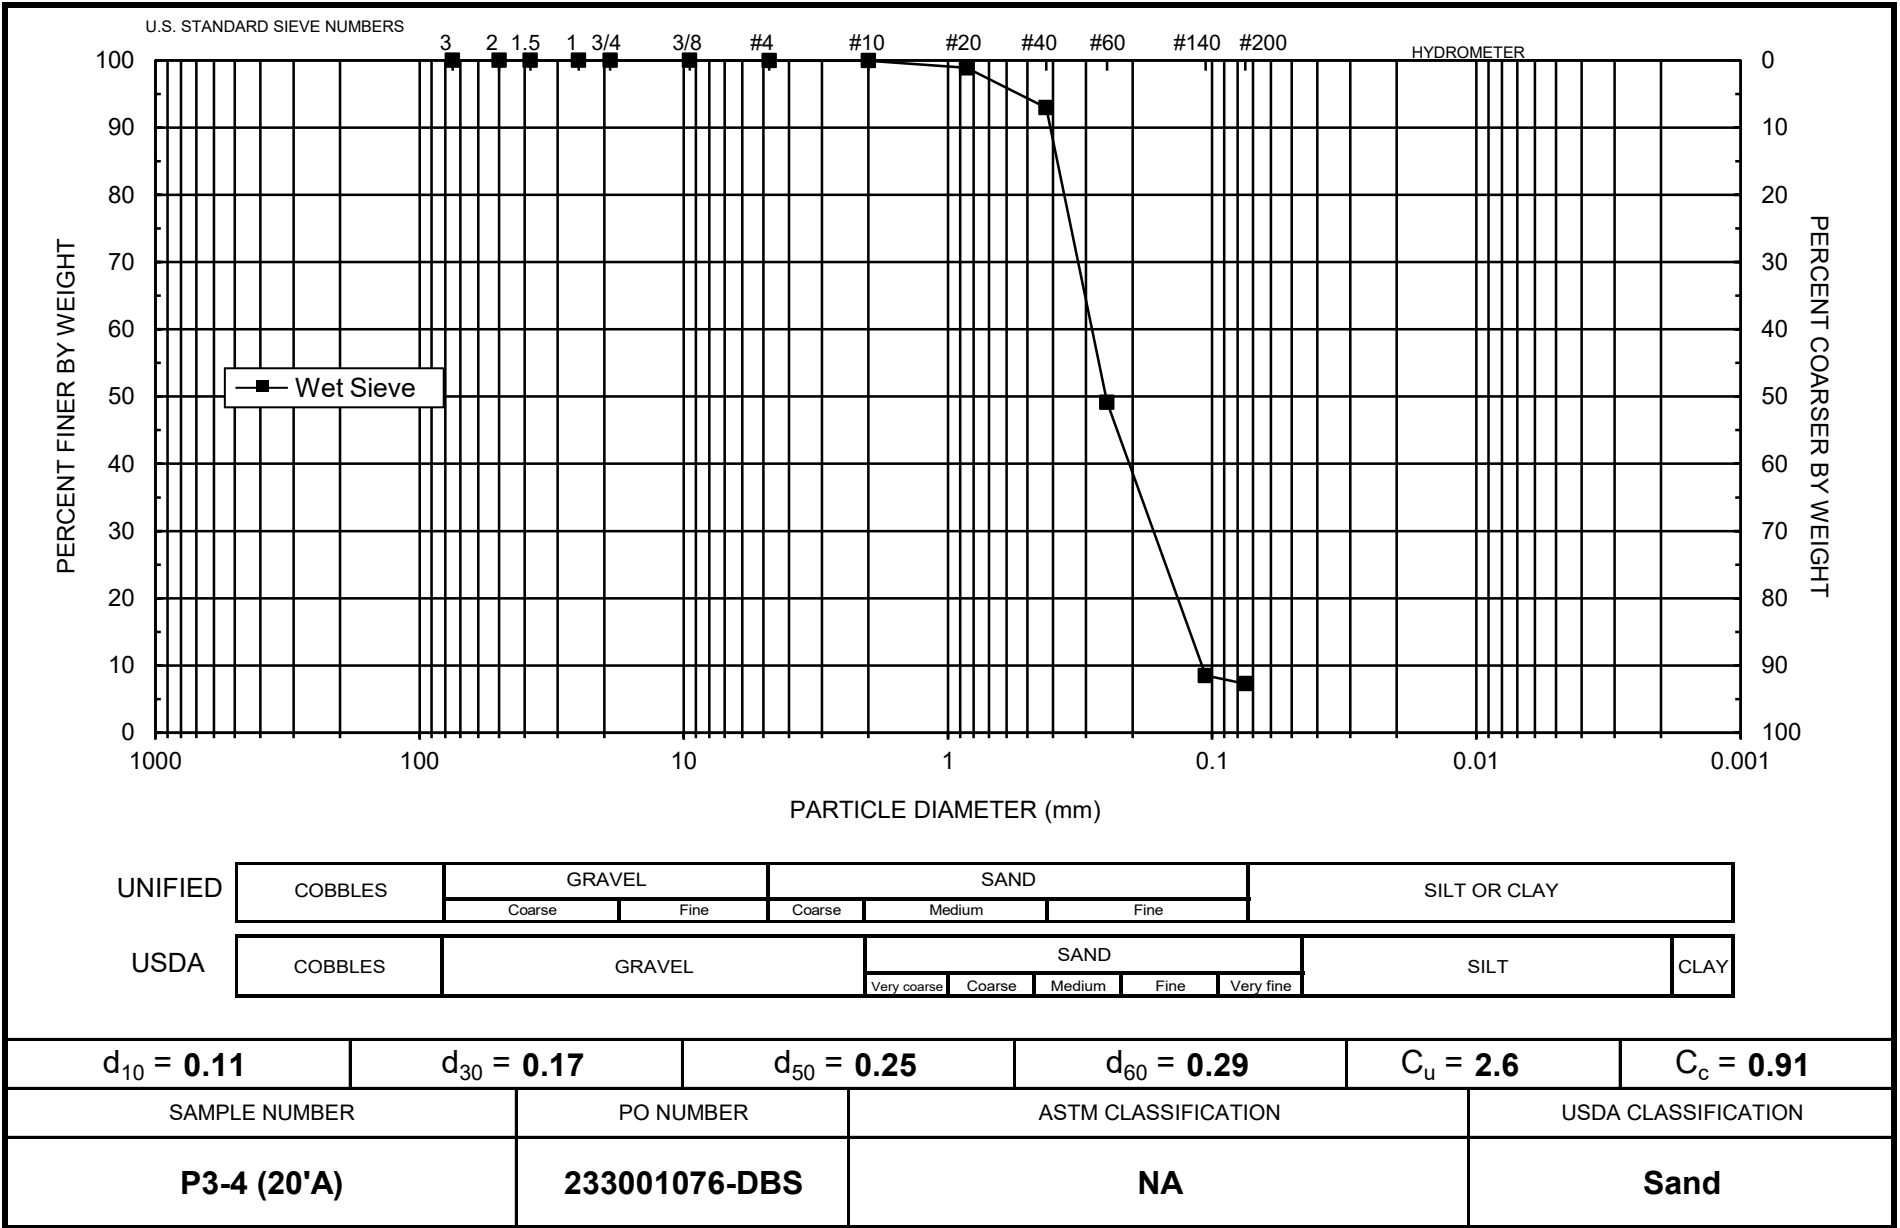 U.S. STANDARD SIEVE NUMBERS
3 2 1.5 1 3/4 3/8 #4 #10 #20 #40 #60 #140 #200
HYDROMETER
100 0
90 10
80 20
70 30
60 40
50 50
40 60
30 70
20 80
10 90
0 100
PERCENT FINER BY WEIGHT
PERCENT COARSER BY WEIGHT
Wet Sieve
1000 100 10 1 0.1 0.01 0.001
PARTICLE DIAMETER (mm)
UNIFIED COBBLES GRAVEL SAND SILT OR CLAY
Coarse Fine Coarse Medium Fine
USDA COBBLES GRAVEL SAND SILT CLAY
Very coarse Coarse Medium Fine Very fine
d10 = 0.11 d30 = 0.17 d50 = 0.25 d60 = 0.29 Cu = 2.6 Cc = 0.91
SAMPLE NUMBER PO NUMBER ASTM CLASSIFICATION USDA CLASSIFICATION
P3-4 (20'A) 233001076-DBS NA Sand